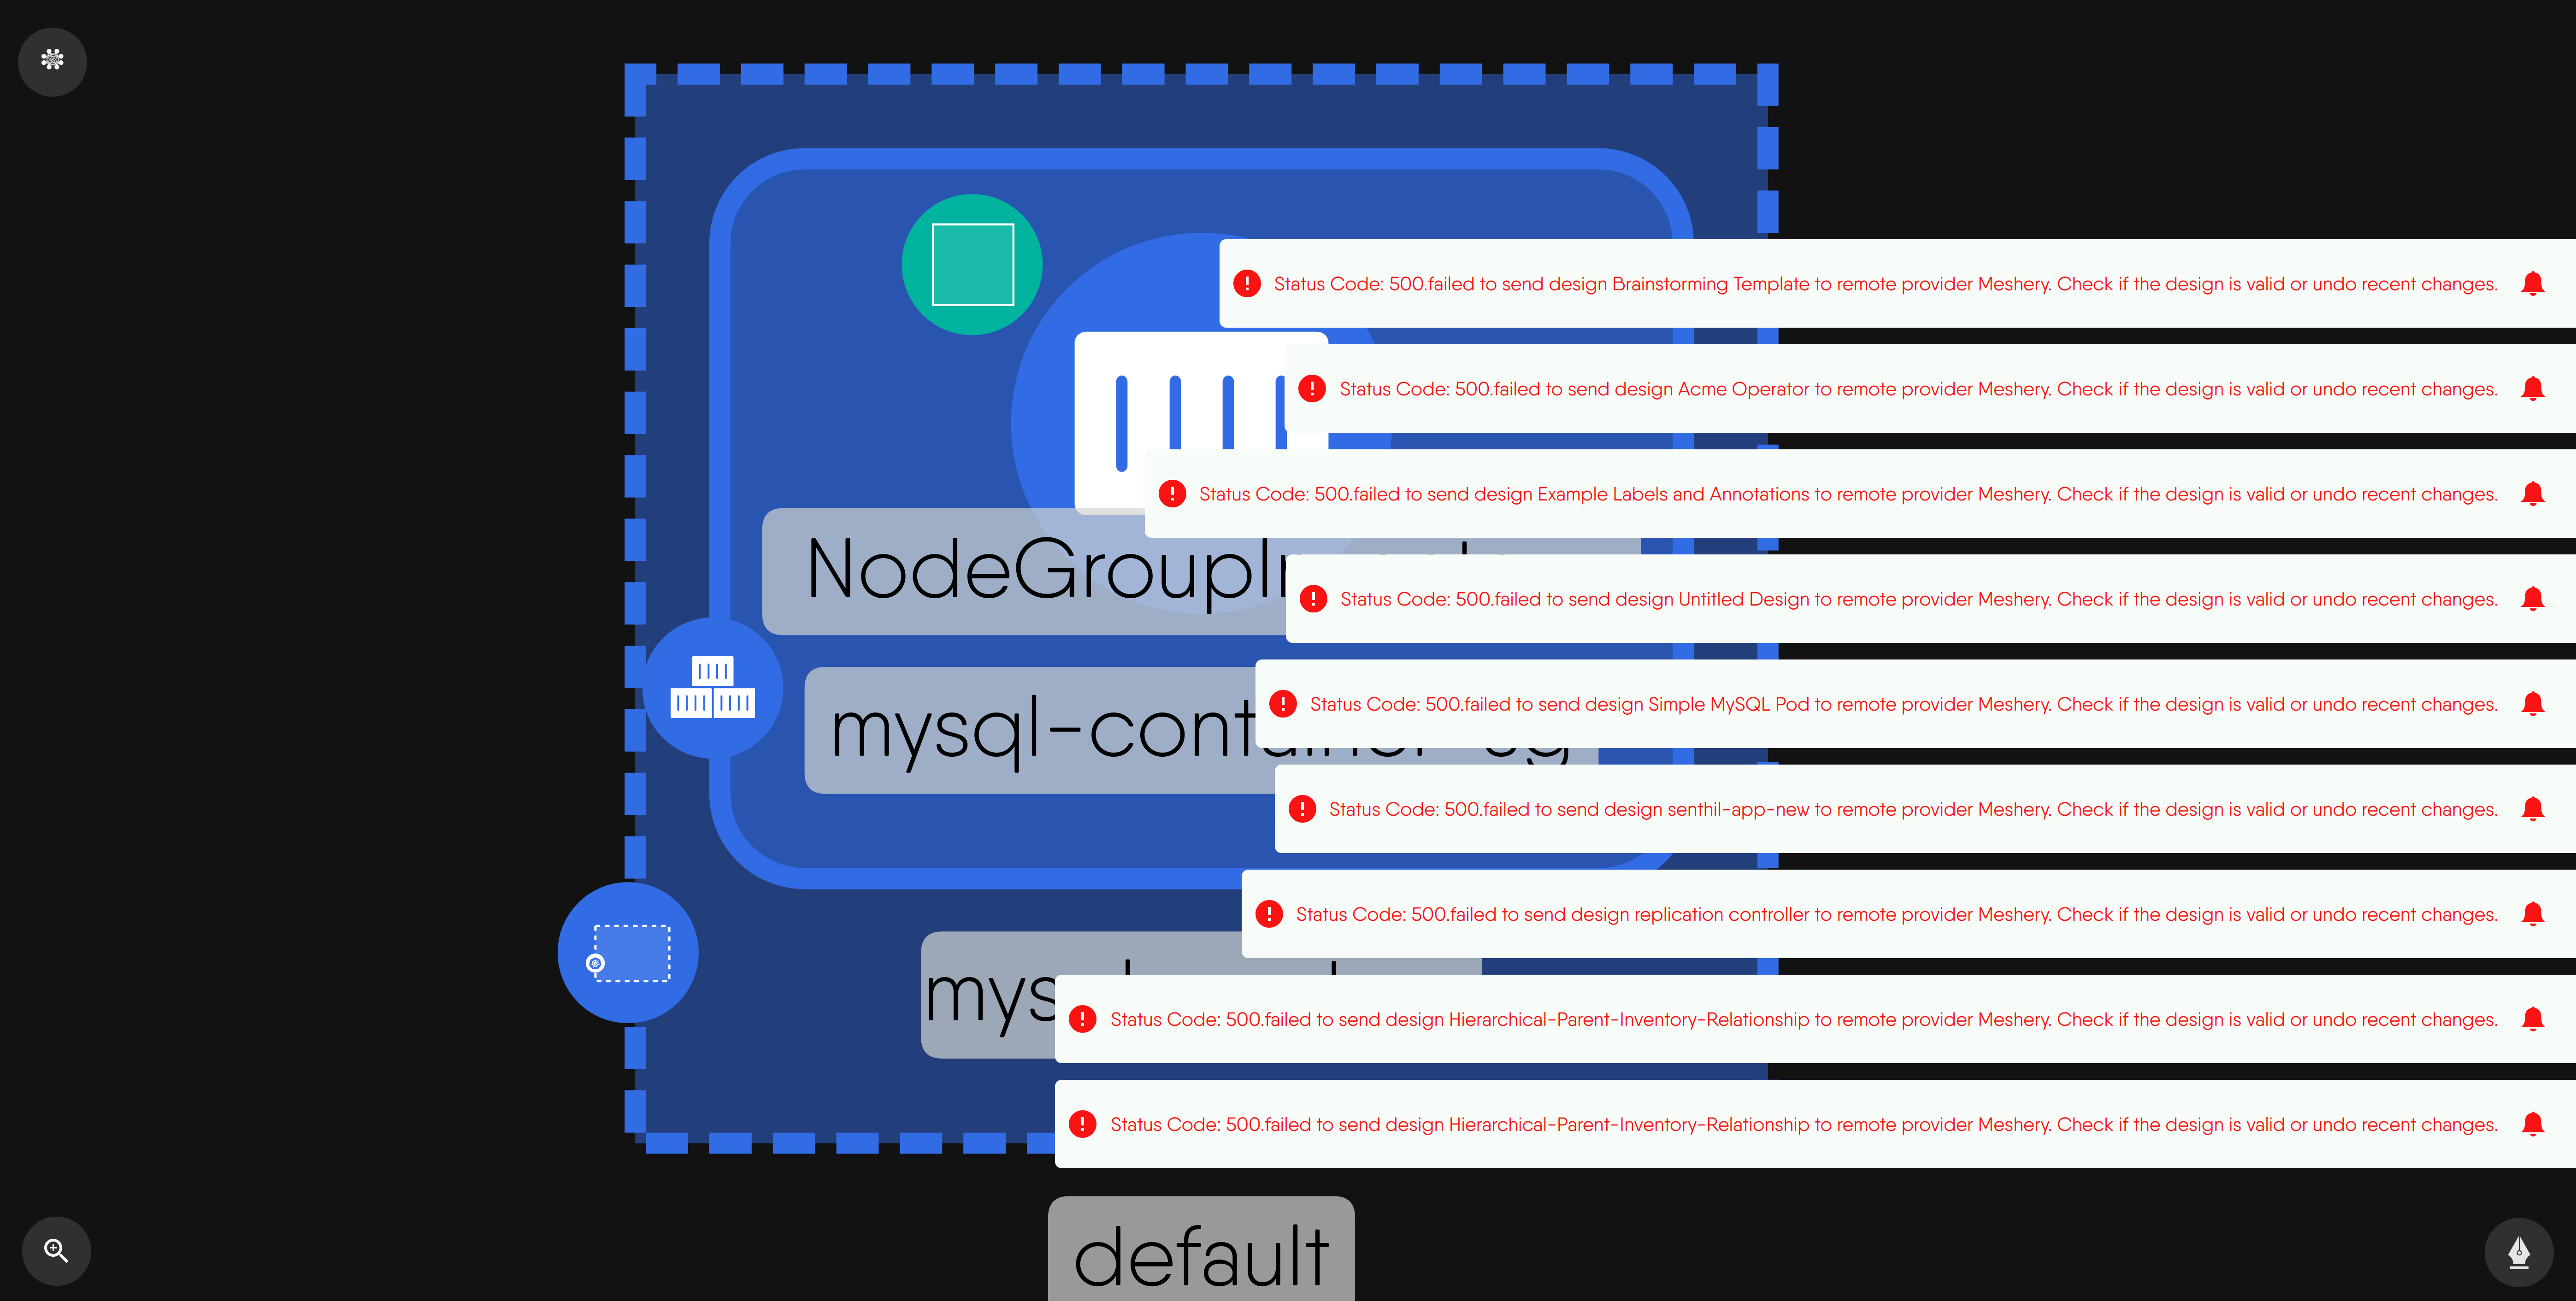 Status Code: 500.failed to send design Brainstorming Template to remote provider Meshery. Check if the design is valid or undo recent changes.
Status Code: 500.failed to send design Acme Operator to remote provider Meshery. Check if the design is valid or undo recent changes.
Status Code: 500.failed to send design Example Labels and Annotations to remote provider Meshery. Check if the design is valid or undo recent changes.
Status Code: 500.failed to send design Untitled Design to remote provider Meshery. Check if the design is valid or undo recent changes.
Status Code: 500.failed to send design Simple MySQL Pod to remote provider Meshery. Check if the design is valid or undo recent changes.
Status Code: 500.failed to send design senthil-app-new to remote provider Meshery. Check if the design is valid or undo recent changes.
Status Code: 500.failed to send design replication controller to remote provider Meshery. Check if the design is valid or undo recent changes.
Status Code: 500.failed to send design Hierarchical-Parent-Inventory-Relationship to remote provider Meshery. Check if the design is valid or undo recent changes.
Status Code: 500.failed to send design Hierarchical-Parent-Inventory-Relationship to remote provider Meshery. Check if the design is valid or undo recent changes.
default